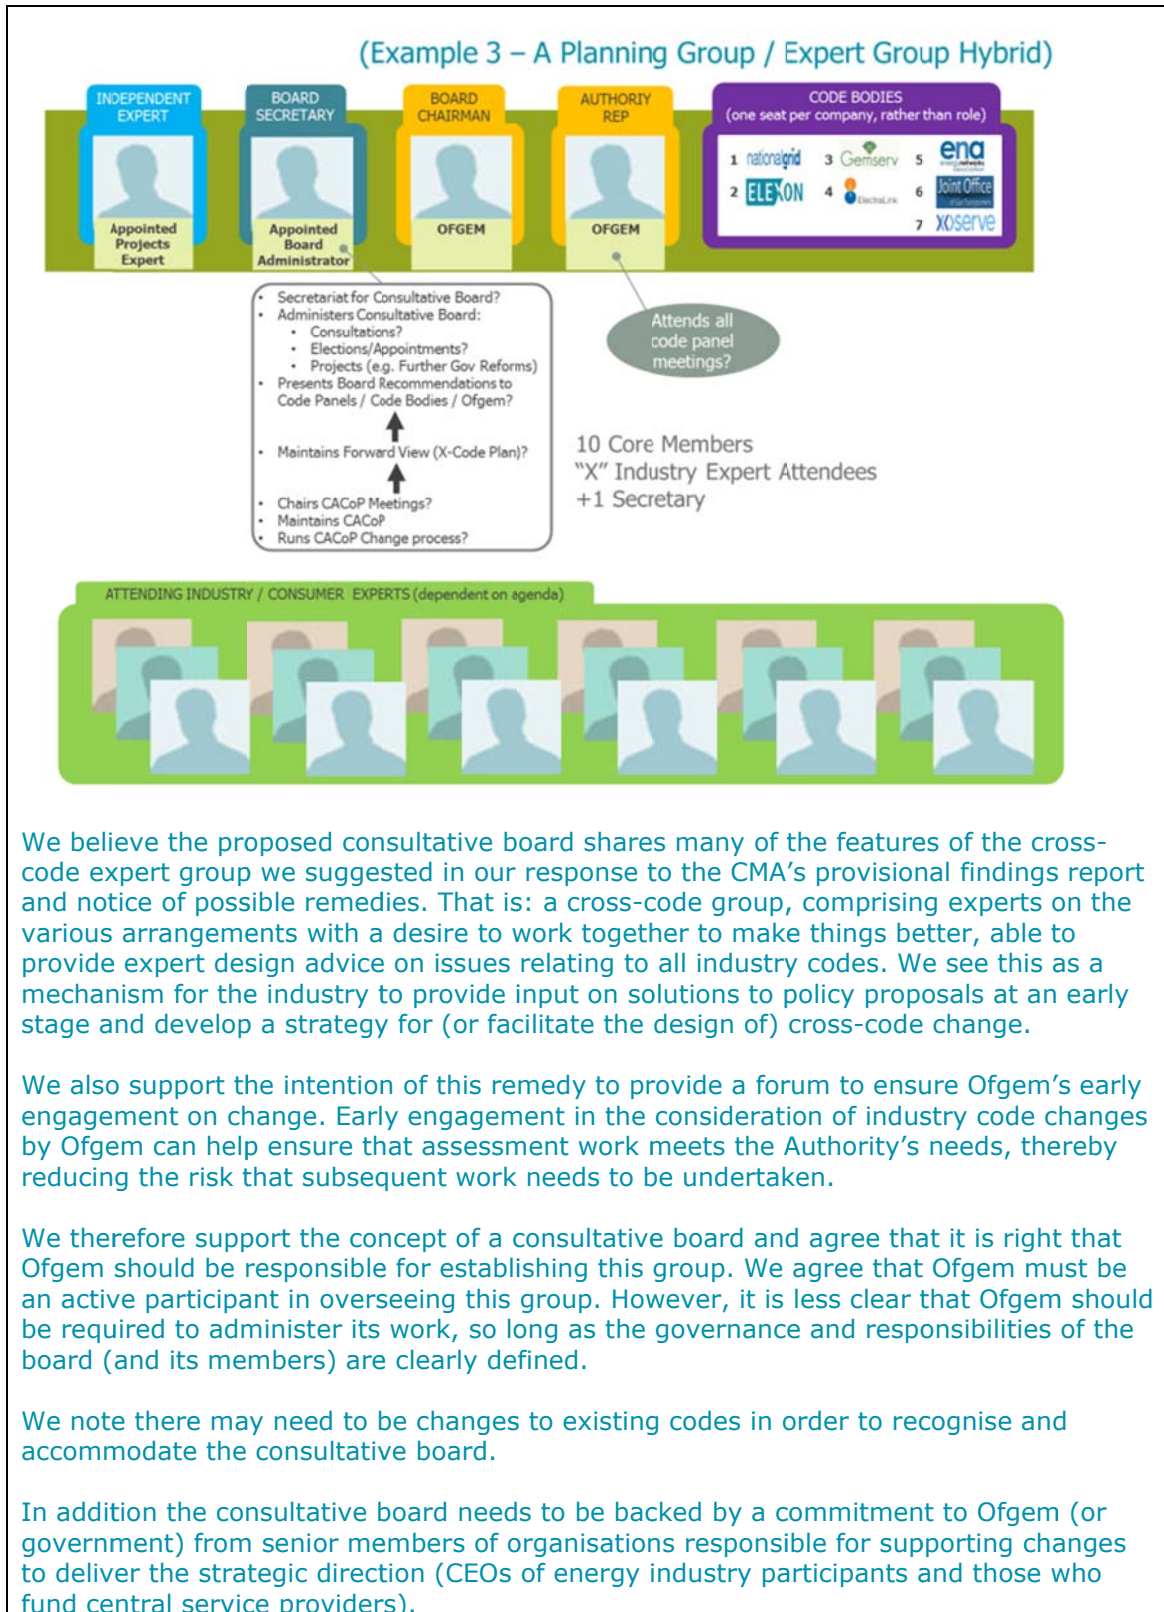 (Example 3 – A Planning Group / Expert Group Hybrid)
INDEPENDENT
EXPERT
BOARD
SECRETARY
BOARD
CHAIRMAN
AUTHORIY
REP
CODE BODIES
(one seat per company, rather than role)
1 nationalgrid
2 ELEXON
3 Gemserv
4 ElectraLink
5 ena
6 Joint Office
7 xoserve
Appointed
Projects
Expert
Appointed
Board
Administrator
OFGEM
OFGEM
• Secretariat for Consultative Board?
• Administers Consultative Board:
• Consultations?
• Elections/Appointments?
• Projects (e.g. Further Gov Reforms)
• Presents Board Recommendations to
Code Panels / Code Bodies / Ofgem?
• Maintains Forward View (X-Code Plan)?
• Chairs CACoP Meetings?
• Maintains CACoP
• Runs CACoP Change process?
Attends all
code panel
meetings?
10 Core Members
“X” Industry Expert Attendees
+1 Secretary
ATTENDING INDUSTRY / CONSUMER EXPERTS (dependent on agenda)
We believe the proposed consultative board shares many of the features of the cross-
code expert group we suggested in our response to the CMA’s provisional findings report
and notice of possible remedies. That is: a cross-code group, comprising experts on the
various arrangements with a desire to work together to make things better, able to
provide expert design advice on issues relating to all industry codes. We see this as a
mechanism for the industry to provide input on solutions to policy proposals at an early
stage and develop a strategy for (or facilitate the design of) cross-code change.
We also support the intention of this remedy to provide a forum to ensure Ofgem’s early
engagement on change. Early engagement in the consideration of industry code changes
by Ofgem can help ensure that assessment work meets the Authority’s needs, thereby
reducing the risk that subsequent work needs to be undertaken.
We therefore support the concept of a consultative board and agree that it is right that
Ofgem should be responsible for establishing this group. We agree that Ofgem must be
an active participant in overseeing this group. However, it is less clear that Ofgem should
be required to administer its work, so long as the governance and responsibilities of the
board (and its members) are clearly defined.
We note there may need to be changes to existing codes in order to recognise and
accommodate the consultative board.
In addition the consultative board needs to be backed by a commitment to Ofgem (or
government) from senior members of organisations responsible for supporting changes
to deliver the strategic direction (CEOs of energy industry participants and those who
fund central service providers).